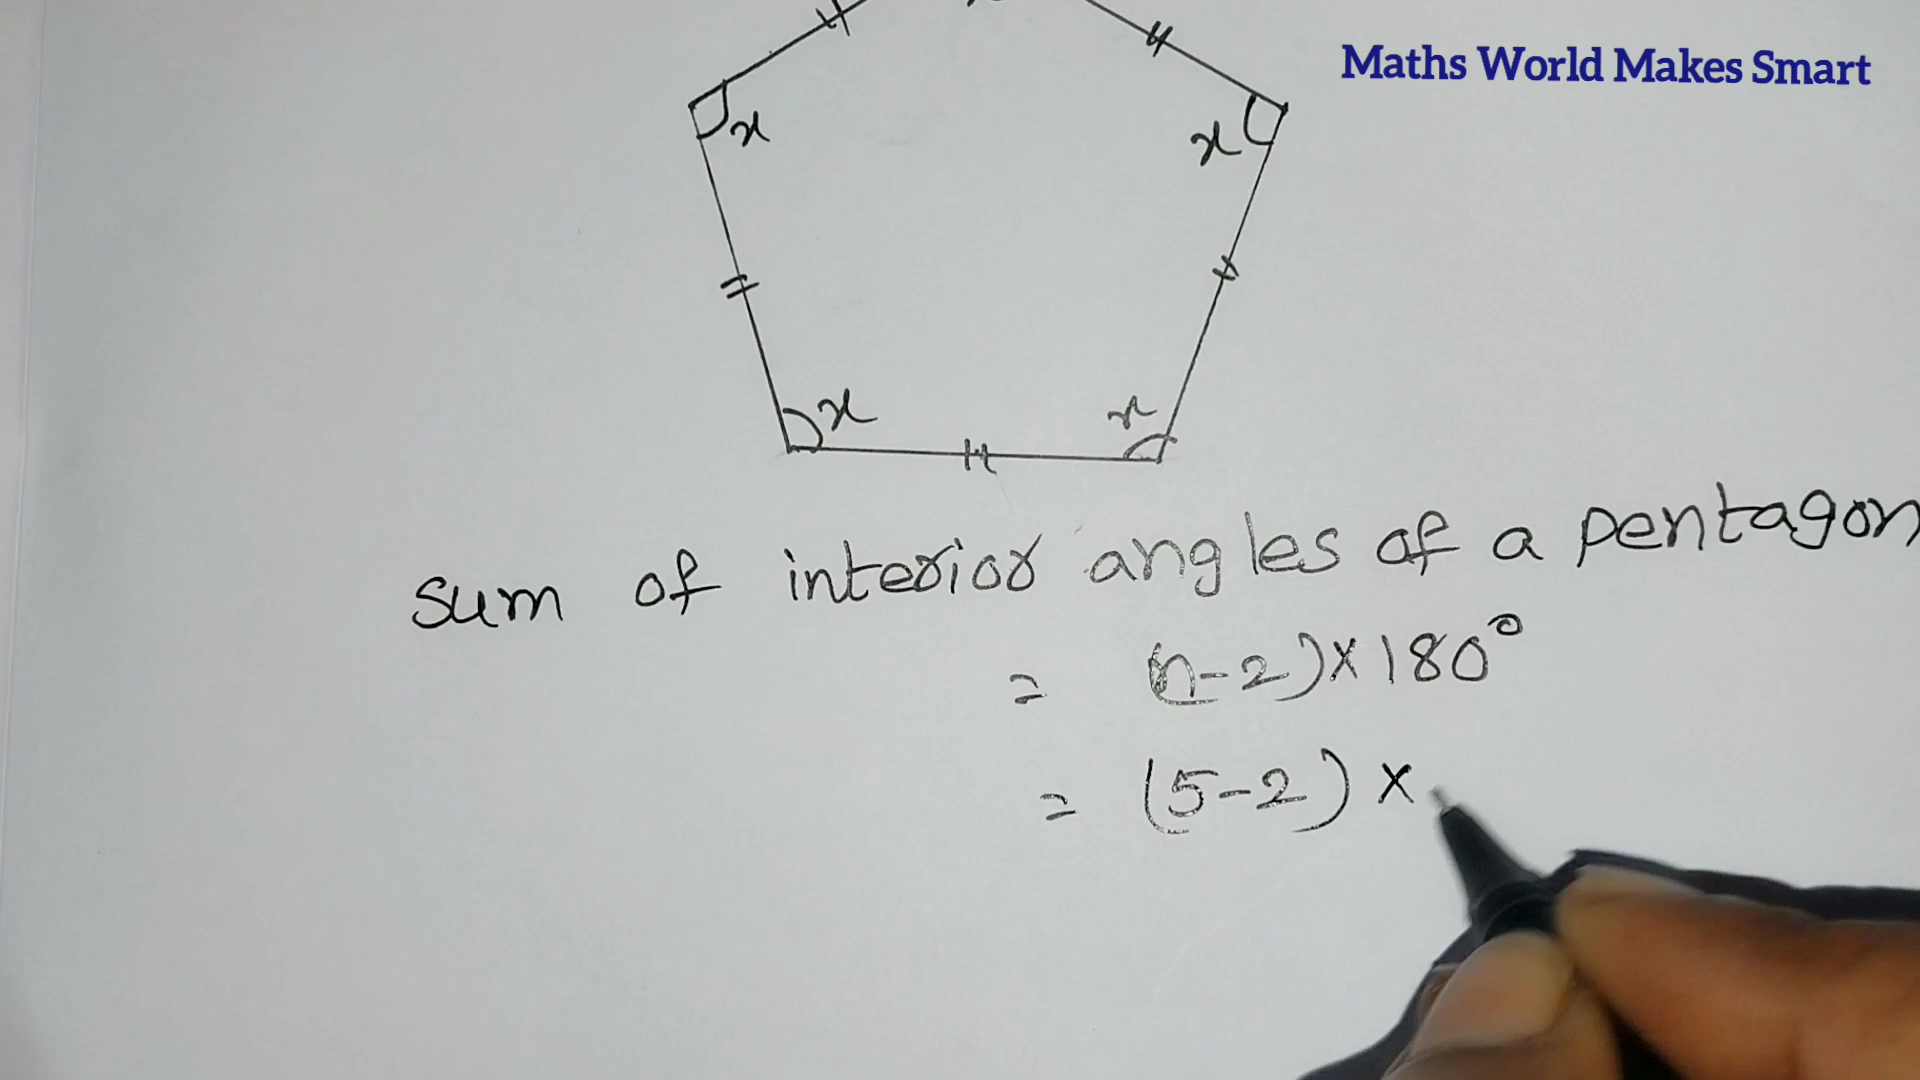 Maths World Makes Smart
x x
x x
sum of interior angles of a pentagon
= (n-2)×180°
= (5-2) ×